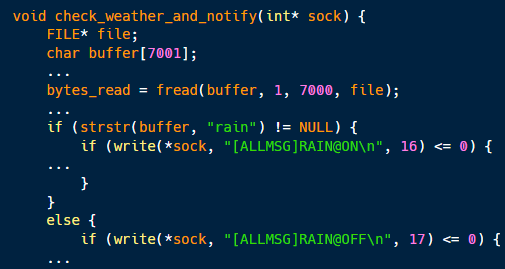 void check_weather_and_notify(int* sock) {
    FILE* file;
    char buffer[7001];
    ...
    bytes_read = fread(buffer, 1, 7000, file);
    ...
    if (strstr(buffer, "rain") != NULL) {
        if (write(*sock, "[ALLMSG]RAIN@ON\n", 16) <= 0) {
    ...
        }
    }
    else {
        if (write(*sock, "[ALLMSG]RAIN@OFF\n", 17) <= 0) {
    ...